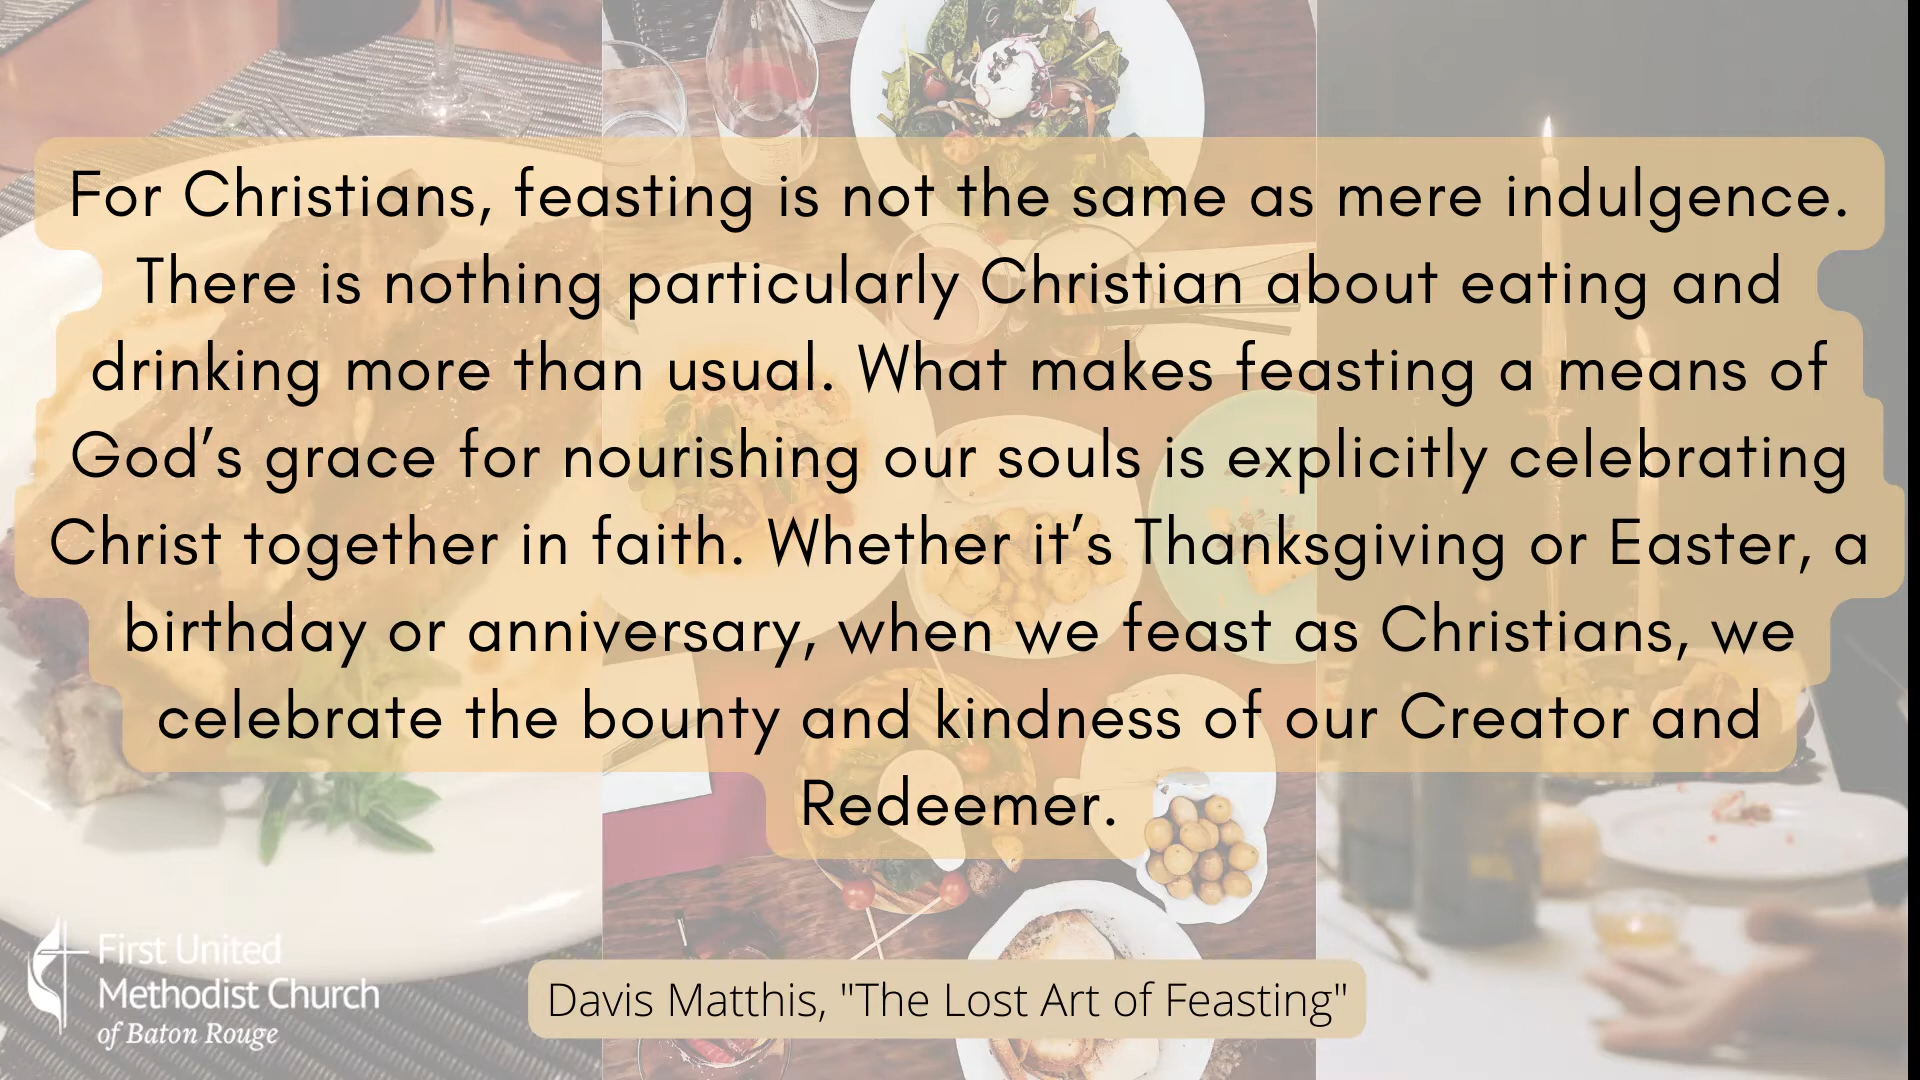 For Christians, feasting is not the same as mere indulgence.
There is nothing particularly Christian about eating and
drinking more than usual. What makes feasting a means of
God’s grace for nourishing our souls is explicitly celebrating
Christ together in faith. Whether it’s Thanksgiving or Easter, a
birthday or anniversary, when we feast as Christians, we
celebrate the bounty and kindness of our Creator and
Redeemer.
First United
Methodist Church
of Baton Rouge
Davis Matthis, "The Lost Art of Feasting"